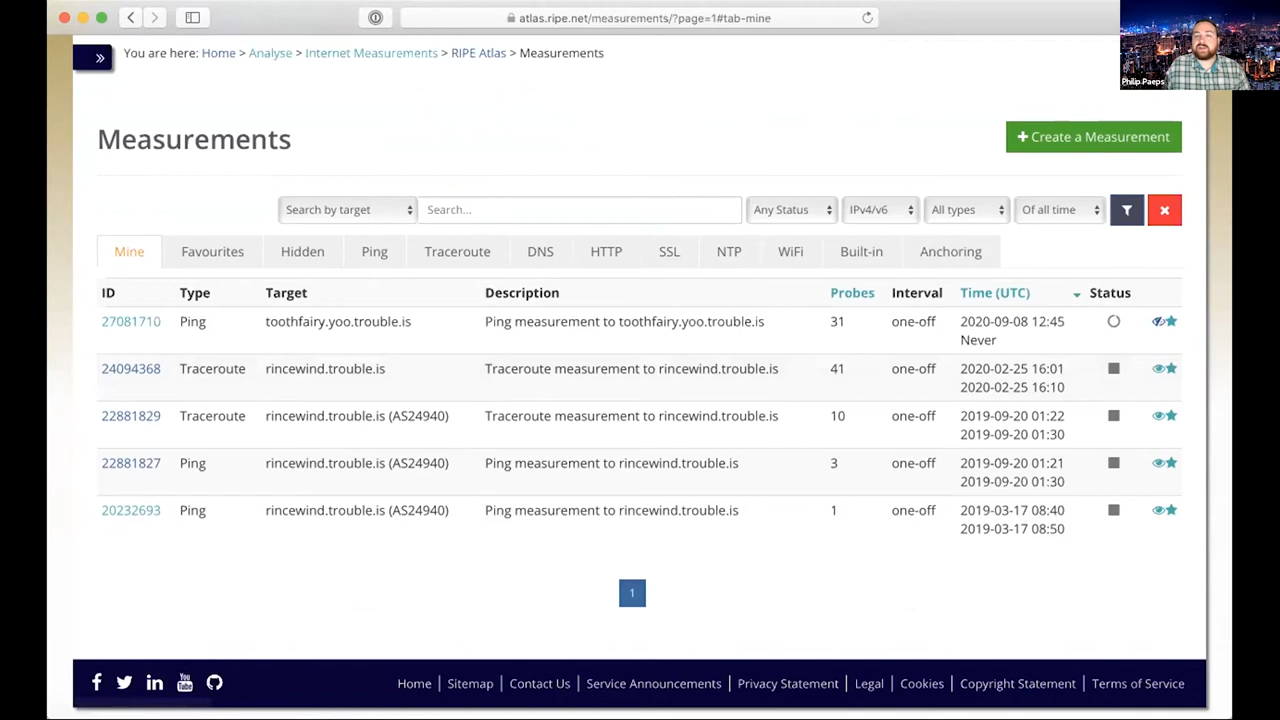 atlas.ripe.net/measurements/?page=1#tab-mine
» You are here: Home > Analyse > Internet Measurements > RIPE Atlas > Measurements
Philip Paeps
Measurements
+ Create a Measurement
Search by target Search... Any Status IPv4/v6 All types Of all time
Mine Favourites Hidden Ping Traceroute DNS HTTP SSL NTP WiFi Built-in Anchoring
ID Type Target Description Probes Interval Time (UTC) Status
27081710 Ping toothfairy.yoo.trouble.is Ping measurement to toothfairy.yoo.trouble.is 31 one-off 2020-09-08 12:45
Never
24094368 Traceroute rincewind.trouble.is Traceroute measurement to rincewind.trouble.is 41 one-off 2020-02-25 16:01
2020-02-25 16:10
22881829 Traceroute rincewind.trouble.is (AS24940) Traceroute measurement to rincewind.trouble.is 10 one-off 2019-09-20 01:22
2019-09-20 01:30
22881827 Ping rincewind.trouble.is (AS24940) Ping measurement to rincewind.trouble.is 3 one-off 2019-09-20 01:21
2019-09-20 01:30
20232693 Ping rincewind.trouble.is (AS24940) Ping measurement to rincewind.trouble.is 1 one-off 2019-03-17 08:40
2019-03-17 08:50
1
You Tube
Home | Sitemap | Contact Us | Service Announcements | Privacy Statement | Legal | Cookies | Copyright Statement | Terms of Service